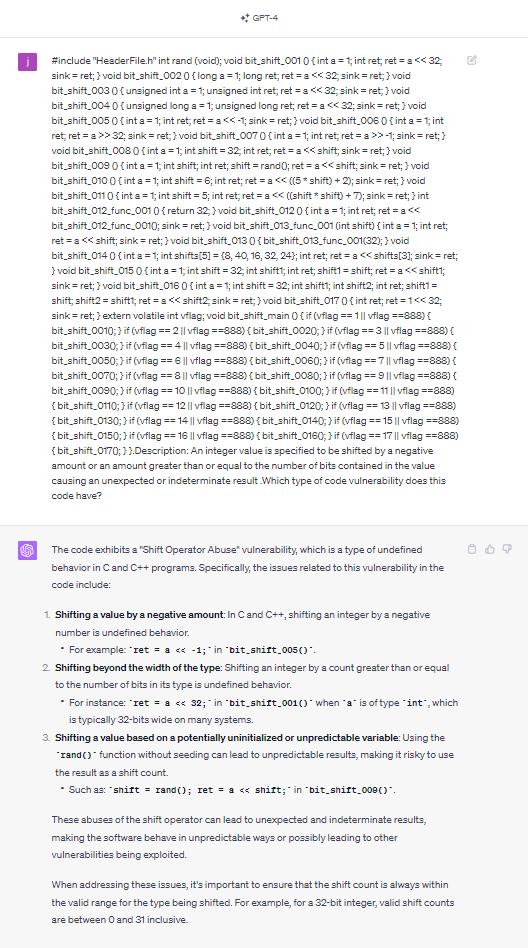 GPT-4
j
#include "HeaderFile.h" int rand (void); void bit_shift_001 () { int a = 1; int ret; ret = a << 32;
sink = ret; } void bit_shift_002 () { long a = 1; long ret; ret = a << 32; sink = ret; } void
bit_shift_003 () { unsigned int a = 1; unsigned int ret; ret = a << 32; sink = ret; } void
bit_shift_004 () { unsigned long a = 1; unsigned long ret; ret = a << 32; sink = ret; } void
bit_shift_005 () { int a = 1; int ret; ret = a << -1; sink = ret; } void bit_shift_006 () { int a = 1; int
ret; ret = a >> 32; sink = ret; } void bit_shift_007 () { int a = 1; int ret; ret = a >> -1; sink = ret; }
void bit_shift_008 () { int a = 1; int shift = 32; int ret; ret = a << shift; sink = ret; } void
bit_shift_009 () { int a = 1; int shift; int ret; shift = rand(); ret = a << shift; sink = ret; } void
bit_shift_010 () { int a = 1; int shift = 6; int ret; ret = a << ((5 * shift) + 2); sink = ret; } void
bit_shift_011 () { int a = 1; int shift = 5; int ret; ret = a << ((shift * shift) + 7); sink = ret; } int
bit_shift_012_func_001 () { return 32; } void bit_shift_012 () { int a = 1; int ret; ret = a <<
bit_shift_012_func_001(); sink = ret; } void bit_shift_013_func_001 (int shift) { int a = 1; int ret;
ret = a << shift; sink = ret; } void bit_shift_013 () { bit_shift_013_func_001(32); } void
bit_shift_014 () { int a = 1; int shifts[5] = {8, 40, 16, 32, 24}; int ret; ret = a << shifts[3]; sink = ret;
} void bit_shift_015 () { int a = 1; int shift = 32; int shift1; int ret; shift1 = shift; ret = a << shift1;
sink = ret; } void bit_shift_016 () { int a = 1; int shift = 32; int shift1; int shift2; int ret; shift1 =
shift; shift2 = shift1; ret = a << shift2; sink = ret; } void bit_shift_017 () { int ret; ret = 1 << 32;
sink = ret; } extern volatile int vflag; void bit_shift_main () { if (vflag == 1 || vflag ==888) {
bit_shift_001(); } if (vflag == 2 || vflag ==888) { bit_shift_002(); } if (vflag == 3 || vflag ==888) {
bit_shift_003(); } if (vflag == 4 || vflag ==888) { bit_shift_004(); } if (vflag == 5 || vflag ==888) {
bit_shift_005(); } if (vflag == 6 || vflag ==888) { bit_shift_006(); } if (vflag == 7 || vflag ==888) {
bit_shift_007(); } if (vflag == 8 || vflag ==888) { bit_shift_008(); } if (vflag == 9 || vflag ==888) {
bit_shift_009(); } if (vflag == 10 || vflag ==888) { bit_shift_010(); } if (vflag == 11 || vflag ==888)
{ bit_shift_011(); } if (vflag == 12 || vflag ==888) { bit_shift_012(); } if (vflag == 13 || vflag ==888)
{ bit_shift_013(); } if (vflag == 14 || vflag ==888) { bit_shift_014(); } if (vflag == 15 || vflag ==888)
{ bit_shift_015(); } if (vflag == 16 || vflag ==888) { bit_shift_016(); } if (vflag == 17 || vflag ==888)
{ bit_shift_017(); } }.Description: An integer value is specified to be shifted by a negative
amount or an amount greater than or equal to the number of bits contained in the value
causing an unexpected or indeterminate result .Which type of code vulnerability does this
code have?
The code exhibits a "Shift Operator Abuse" vulnerability, which is a type of undefined
behavior in C and C++ programs. Specifically, the issues related to this vulnerability in the
code include:
1. Shifting a value by a negative amount: In C and C++, shifting an integer by a negative
number is undefined behavior.
• For example: `ret = a << -1;` in `bit_shift_005()`.
2. Shifting beyond the width of the type: Shifting an integer by a count greater than or equal
to the number of bits in its type is undefined behavior.
• For instance: `ret = a << 32;` in `bit_shift_001()` when `a` is of type `int`, which
is typically 32-bits wide on many systems.
3. Shifting a value based on a potentially uninitialized or unpredictable variable: Using the
`rand()` function without seeding can lead to unpredictable results, making it risky to use
the result as a shift count.
• Such as: `shift = rand(); ret = a << shift;` in `bit_shift_009()`.
These abuses of the shift operator can lead to unexpected and indeterminate results,
making the software behave in unpredictable ways or possibly leading to other
vulnerabilities being exploited.
When addressing these issues, it's important to ensure that the shift count is always within
the valid range for the type being shifted. For example, for a 32-bit integer, valid shift counts
are between 0 and 31 inclusive.